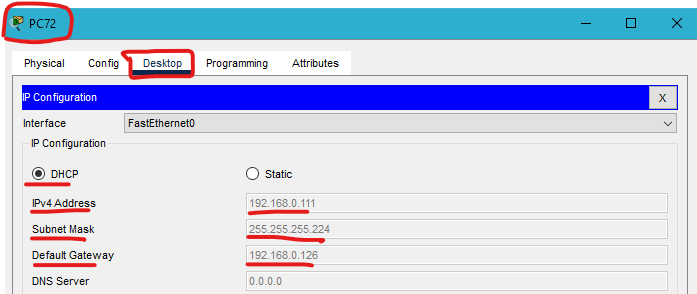 PC72
Physical Config Desktop Programming Attributes
IP Configuration X
Interface FastEthernet0
IP Configuration
DHCP Static
IPv4 Address 192.168.0.111
Subnet Mask 255.255.255.224
Default Gateway 192.168.0.126
DNS Server 0.0.0.0